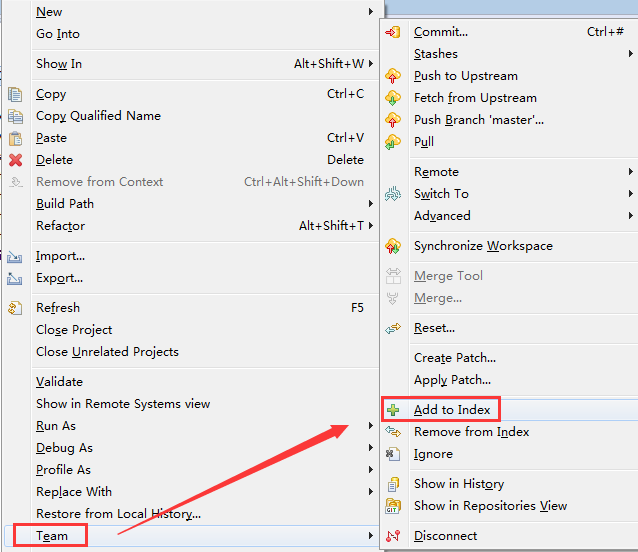 New
Go Into
Show In Alt+Shift+W
Copy Ctrl+C
Copy Qualified Name
Paste Ctrl+V
Delete Delete
Remove from Context Ctrl+Alt+Shift+Down
Build Path
Refactor Alt+Shift+T
Import...
Export...
Refresh F5
Close Project
Close Unrelated Projects
Validate
Show in Remote Systems view
Run As
Debug As
Profile As
Replace With
Restore from Local History...
Team
Commit... Ctrl+#
Stashes
Push to Upstream
Fetch from Upstream
Push Branch 'master'...
Pull
Remote
Switch To
Advanced
Synchronize Workspace
Merge Tool
Merge...
Reset...
Create Patch...
Apply Patch...
Add to Index
Remove from Index
Ignore
Show in History
GIT Show in Repositories View
Disconnect